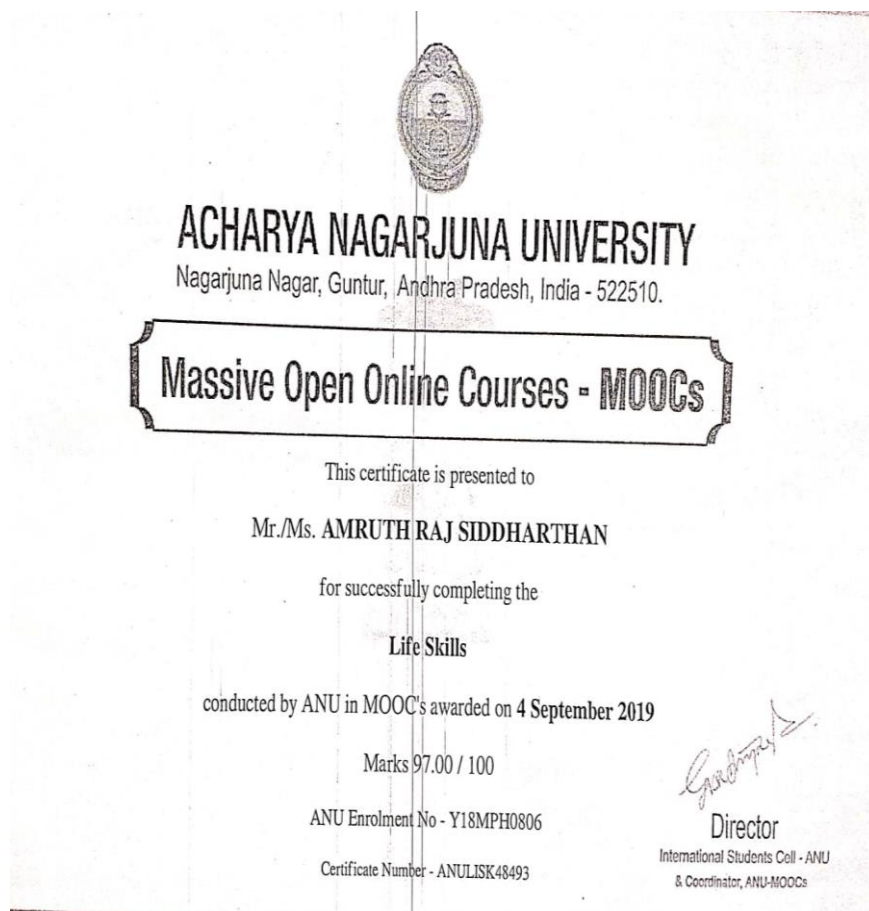 ACHARYA NAGARJUNA UNIVERSITY
Nagarjuna Nagar, Guntur, Andhra Pradesh, India - 522510.
Massive Open Online Courses - MOOCs
This certificate is presented to
Mr./Ms. AMRUTH RAJ SIDDHARTHAN
for successfully completing the
Life Skills
conducted by ANU in MOOC's awarded on 4 September 2019
Marks 97.00 / 100
ANU Enrolment No - Y18MPH0806
Certificate Number - ANULISK48493
Director
International Students Cell - ANU
& Coordinator, ANU-MOOCs